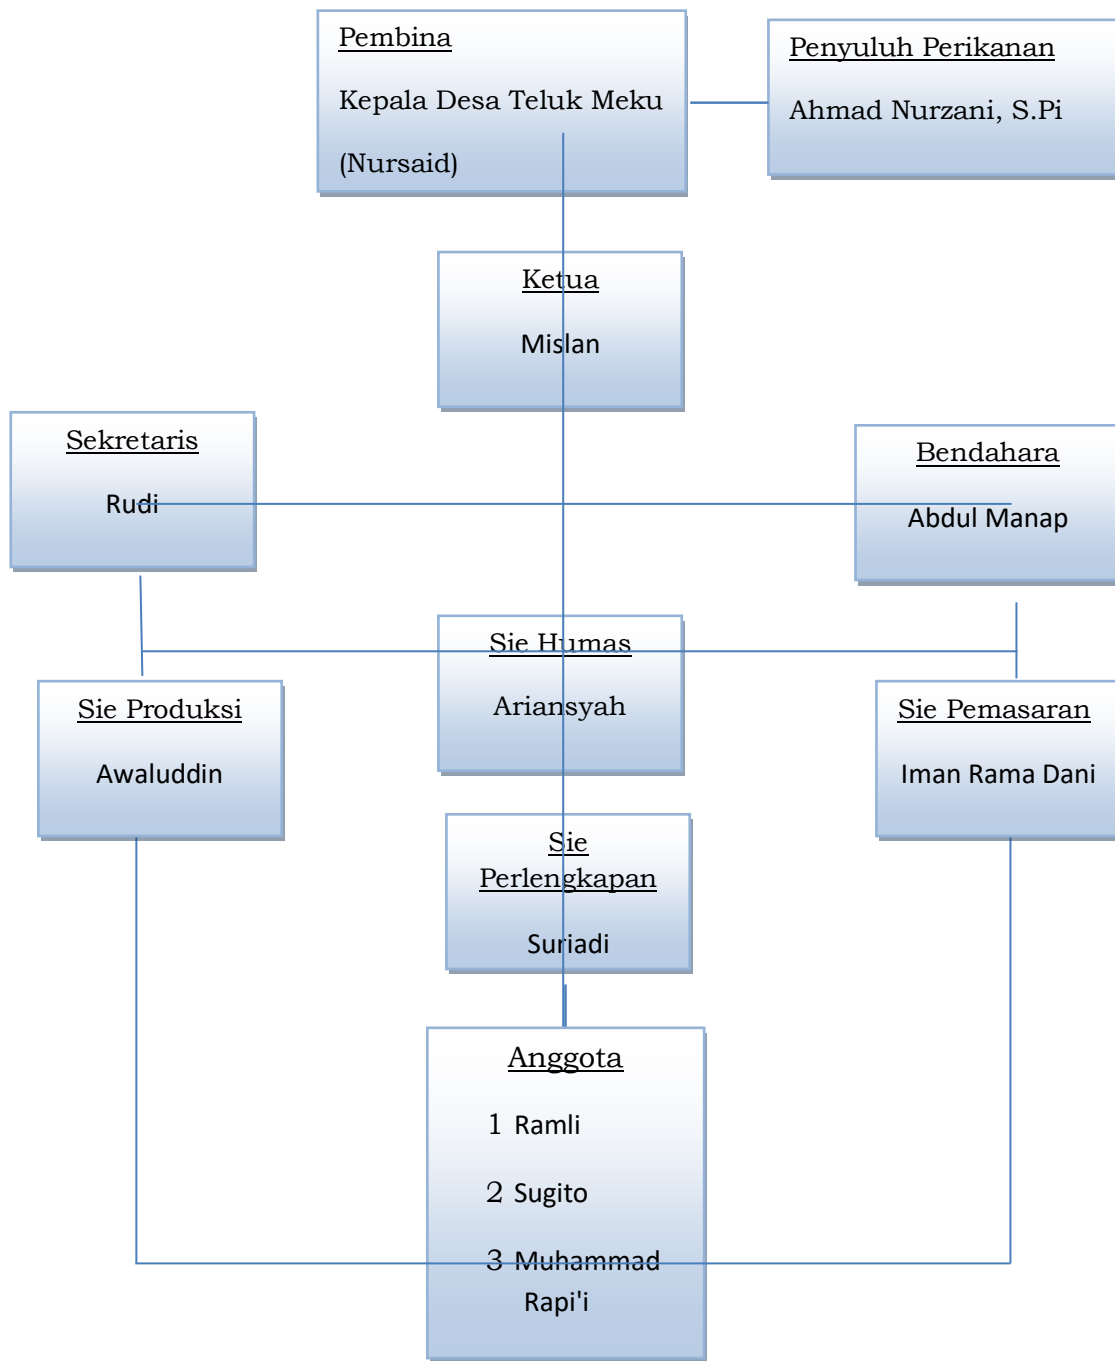 Pembina
Kepala Desa Teluk Meku
(Nursaid)
Penyuluh Perikanan
Ahmad Nurzani, S.Pi
Ketua
Mislan
Sekretaris
Rudi
Bendahara
Abdul Manap
Sie Humas
Ariansyah
Sie Produksi
Awaluddin
Sie Pemasaran
Iman Rama Dani
Sie
Perlengkapan
Suriadi
Anggota
1 Ramli
2 Sugito
3 Muhammad
Rapi'i